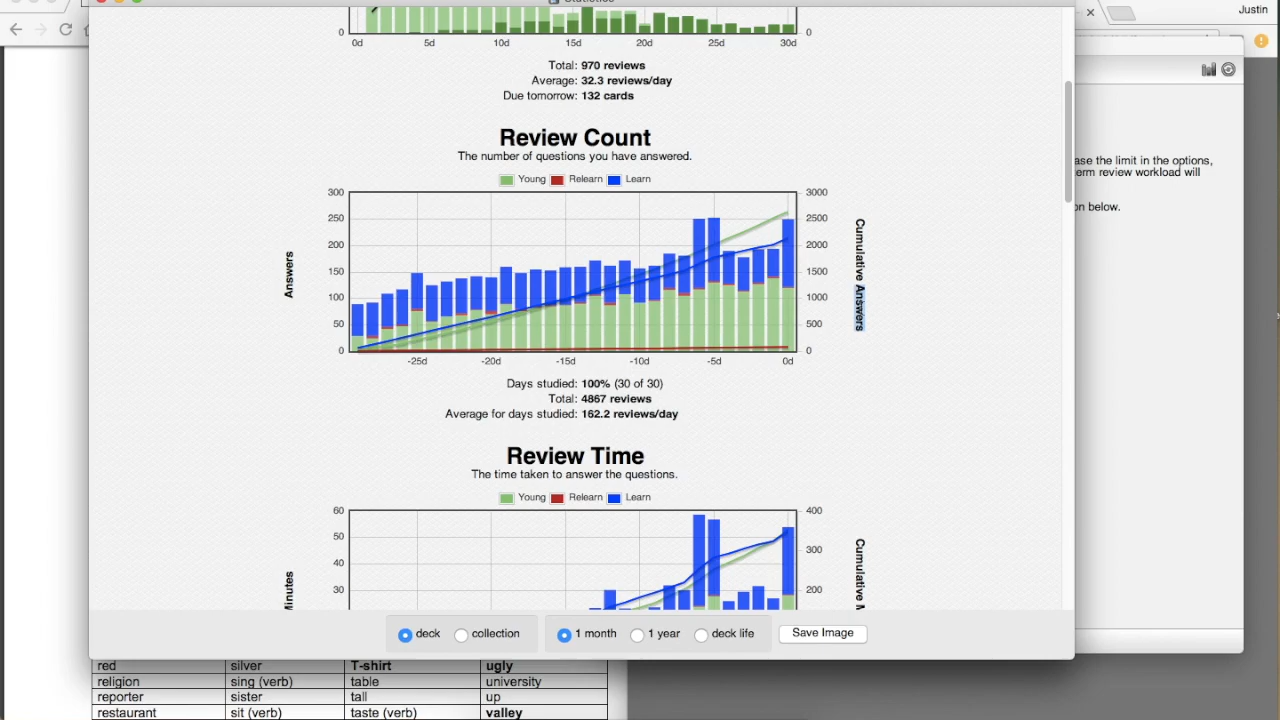 Statistics
Justin
0 0
0d 5d 10d 15d 20d 25d 30d
Total: 970 reviews
Average: 32.3 reviews/day
Due tomorrow: 132 cards
Review Count
The number of questions you have answered.
Young Relearn Learn
300 3000
250 2500
200 2000
150 1500
100 1000
50 500
0 0
-25d -20d -15d -10d -5d 0d
Answers
Cumulative Answers
Days studied: 100% (30 of 30)
Total: 4867 reviews
Average for days studied: 162.2 reviews/day
Review Time
The time taken to answer the questions.
Young Relearn Learn
60 400
50
40 300
30 200
Minutes
Cumulative M
deck collection 1 month 1 year deck life Save Image
ase the limit in the options,
erm review workload will
on below.
red silver T-shirt ugly
religion sing (verb) table university
reporter sister tall up
restaurant sit (verb) taste (verb) valley